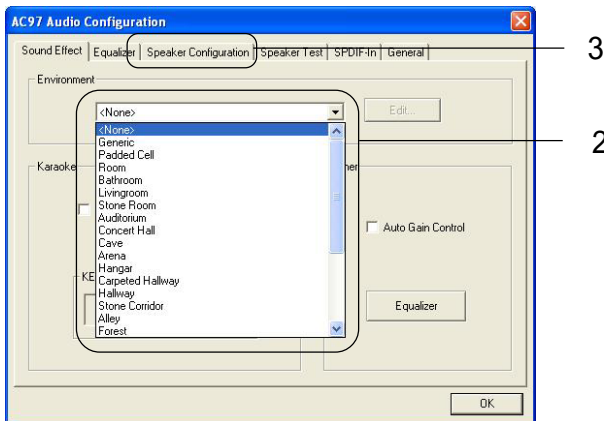 AC97 Audio Configuration
Sound Effect Equalizer Speaker Configuration Speaker Test SPDIF-In General
3
Environment
<None> Edit...
2
<None>
Generic
Padded Cell
Room
Bathroom
Livingroom
Stone Room
Auditorium
Concert Hall
Cave
Arena
Hangar
Carpeted Hallway
Hallway
Stone Corridor
Alley
Forest
Karaoke
Auto Gain Control
KE
Equalizer
OK